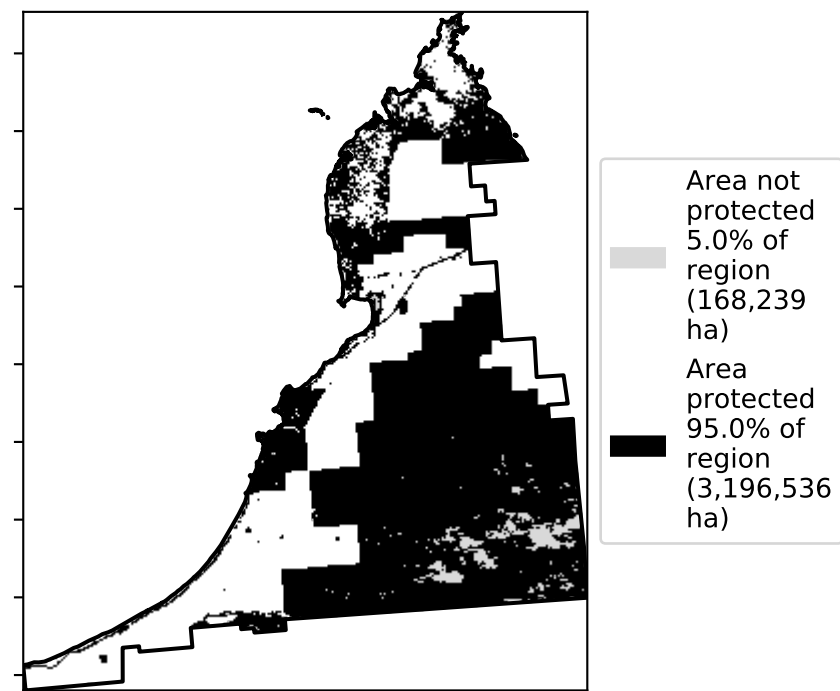 Area not
protected
5.0% of
region
(168,239
ha)
Area
protected
95.0% of
region
(3,196,536
ha)